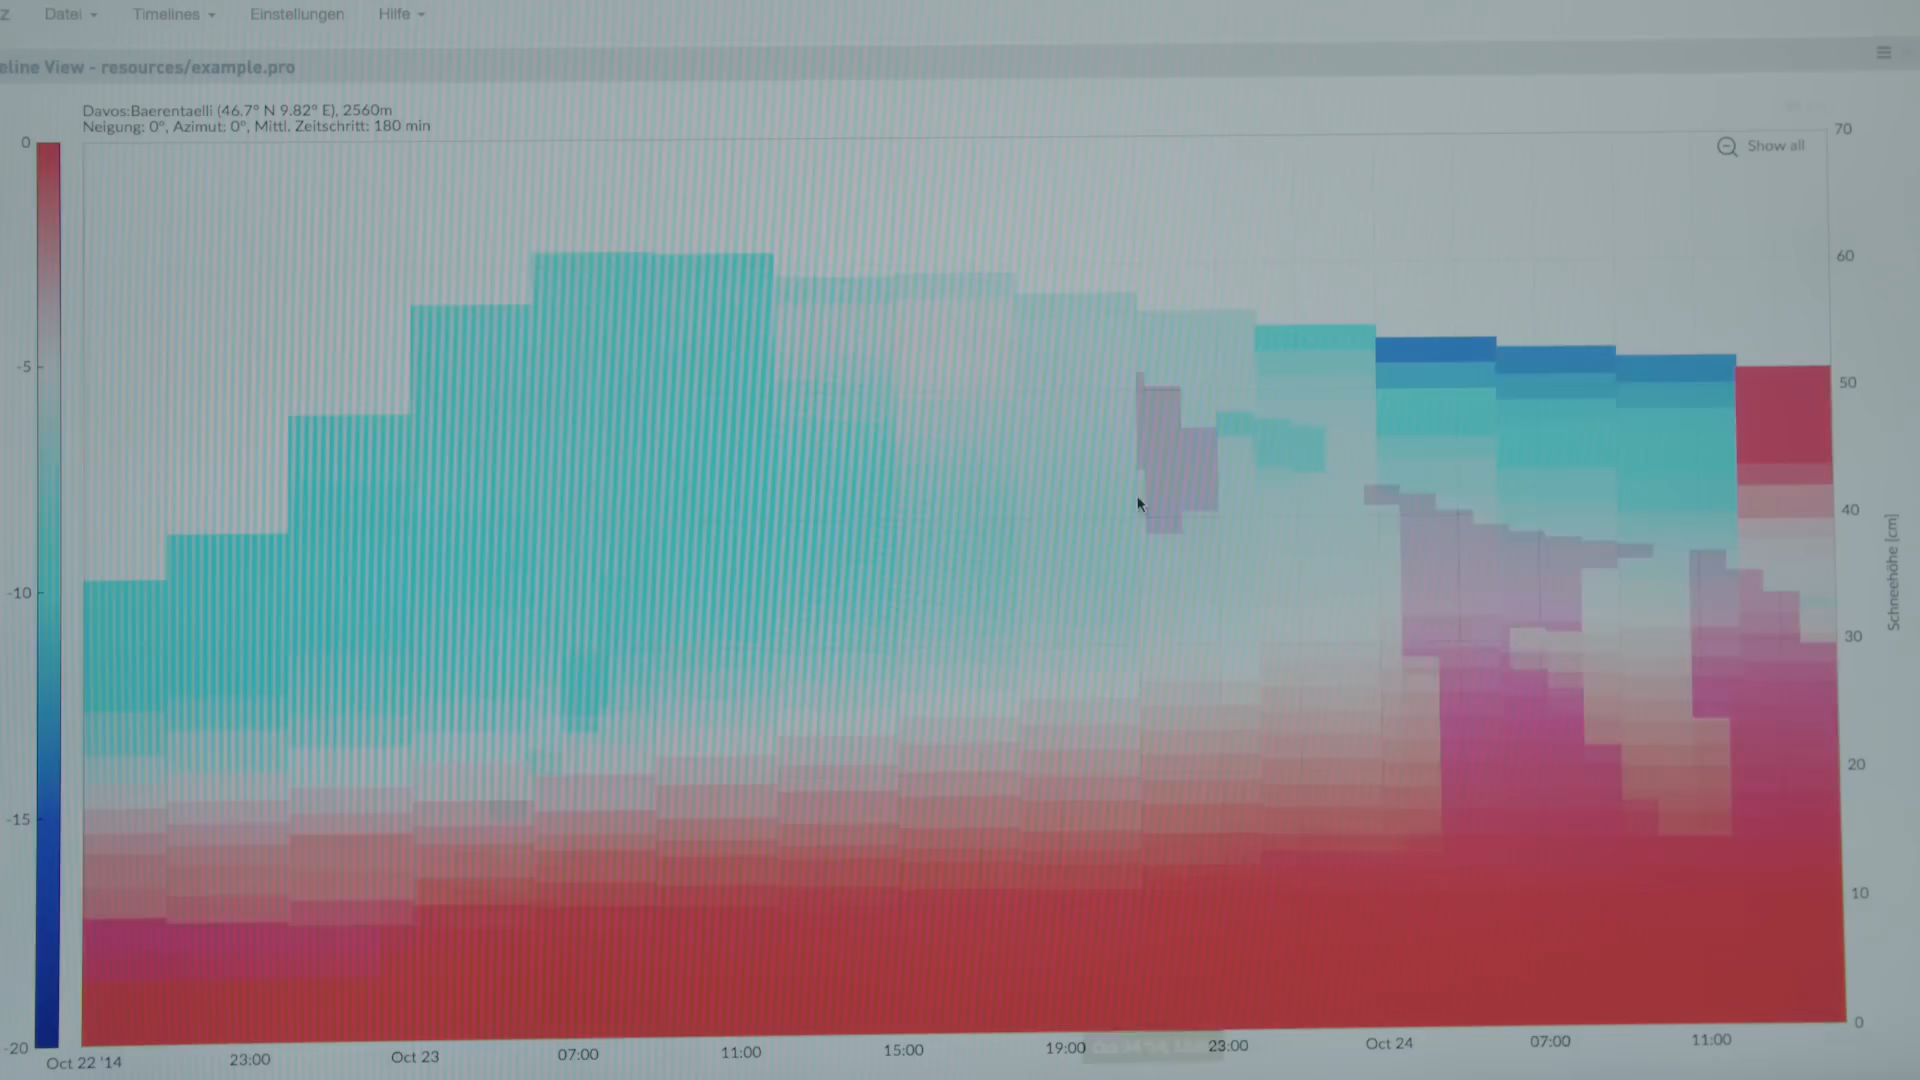 z Datei Timelines Einstellungen Hilfe
eline View - resources/example.pro
Davos:Baerentaelli (46.7° N 9.82° E), 2560m
Neigung: 0°, Azimut: 0°, Mittl. Zeitschritt: 180 min
Show all
0
-5
-10
-15
-20
70
60
50
40
30
20
10
0
Schneehöhe [cm]
Oct 22 '14 23:00 Oct 23 07:00 11:00 15:00 19:00 23:00 Oct 24 07:00 11:00